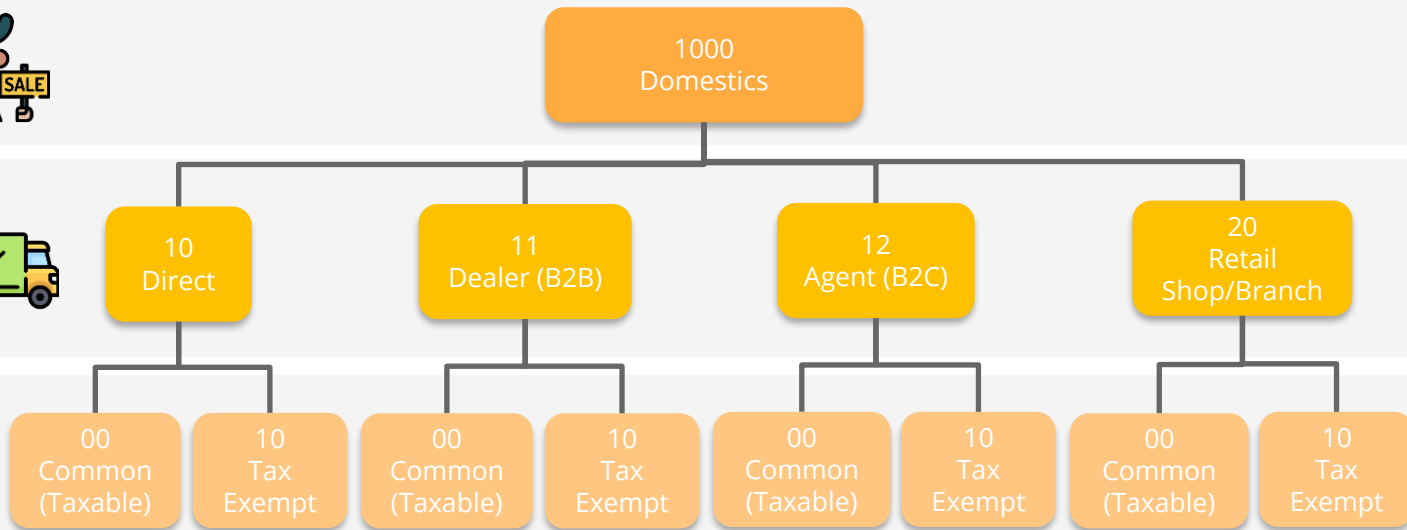 SALE
1000
Domestics
10
Direct
11
Dealer (B2B)
12
Agent (B2C)
20
Retail
Shop/Branch
00
Common
(Taxable)
10
Tax
Exempt
00
Common
(Taxable)
10
Tax
Exempt
00
Common
(Taxable)
10
Tax
Exempt
00
Common
(Taxable)
10
Tax
Exempt